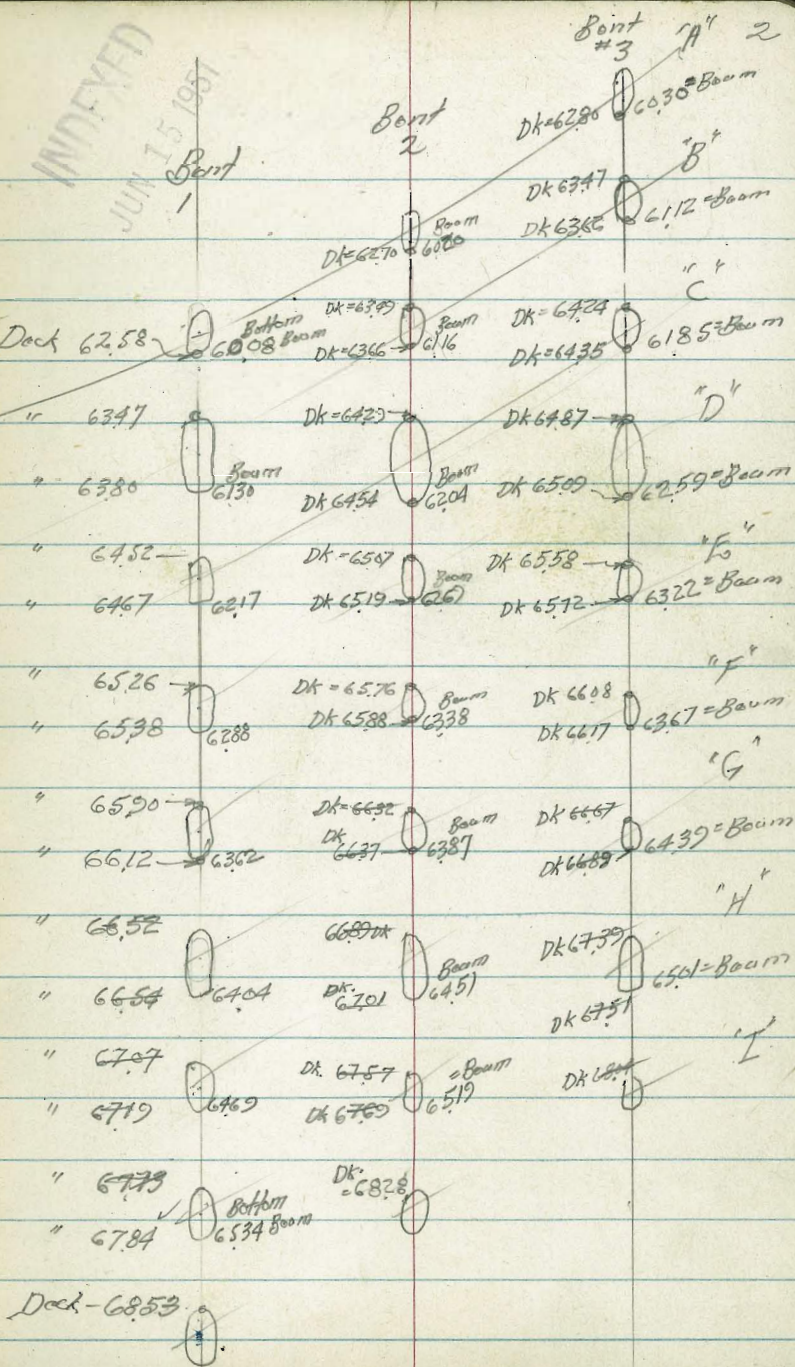 INDEXED
JUN 15 1957
2
Bent #3 "A"
Bent 2
Bent 1
Dk=62.80 60.30=Beam
"B"
Dk 63.47
Dk 63.66 61.12=Beam
Dk=62.70 Beam 60.20
"C"
Deck 62.58 Bottom 60.08 Beam
Dk=63.49 Beam
Dk=63.66 61.16
Dk=64.24
Dk=64.35 61.85=Beam
"D"
" 63.47 Dk=64.29 Dk 64.87
" 63.80 Beam 61.30 Dk 64.54 Beam 62.04 Dk 65.09 62.59=Beam
"E"
" 64.52 Dk=65.07 Dk 65.58
" 64.67 62.17 Dk 65.19 Beam Dk 65.72 63.22=Beam
"F"
" 65.26 Dk=65.76 Dk 66.08
" 65.38 62.88 Dk 65.88 Beam 63.38 Dk 66.17 63.67=Beam
"G"
" 65.90 Dk=66.32 Dk 66.67
" 66.12 63.62 Dk 66.37 Beam 63.87 Dk 66.89 64.39=Beam
"H"
" 66.52 66.89 Dk Dk 67.39
" 66.54 64.04 Dk. 67.01 Beam 64.51 65.01=Beam
Dk 67.51
"I"
" 67.07 Dk. 67.57 =Beam
" 67.19 64.69 Dk 67.69 65.19
" 67.73 Dk. =68.28
" 67.84 Bottom 65.34 Beam
Deck - 68.53